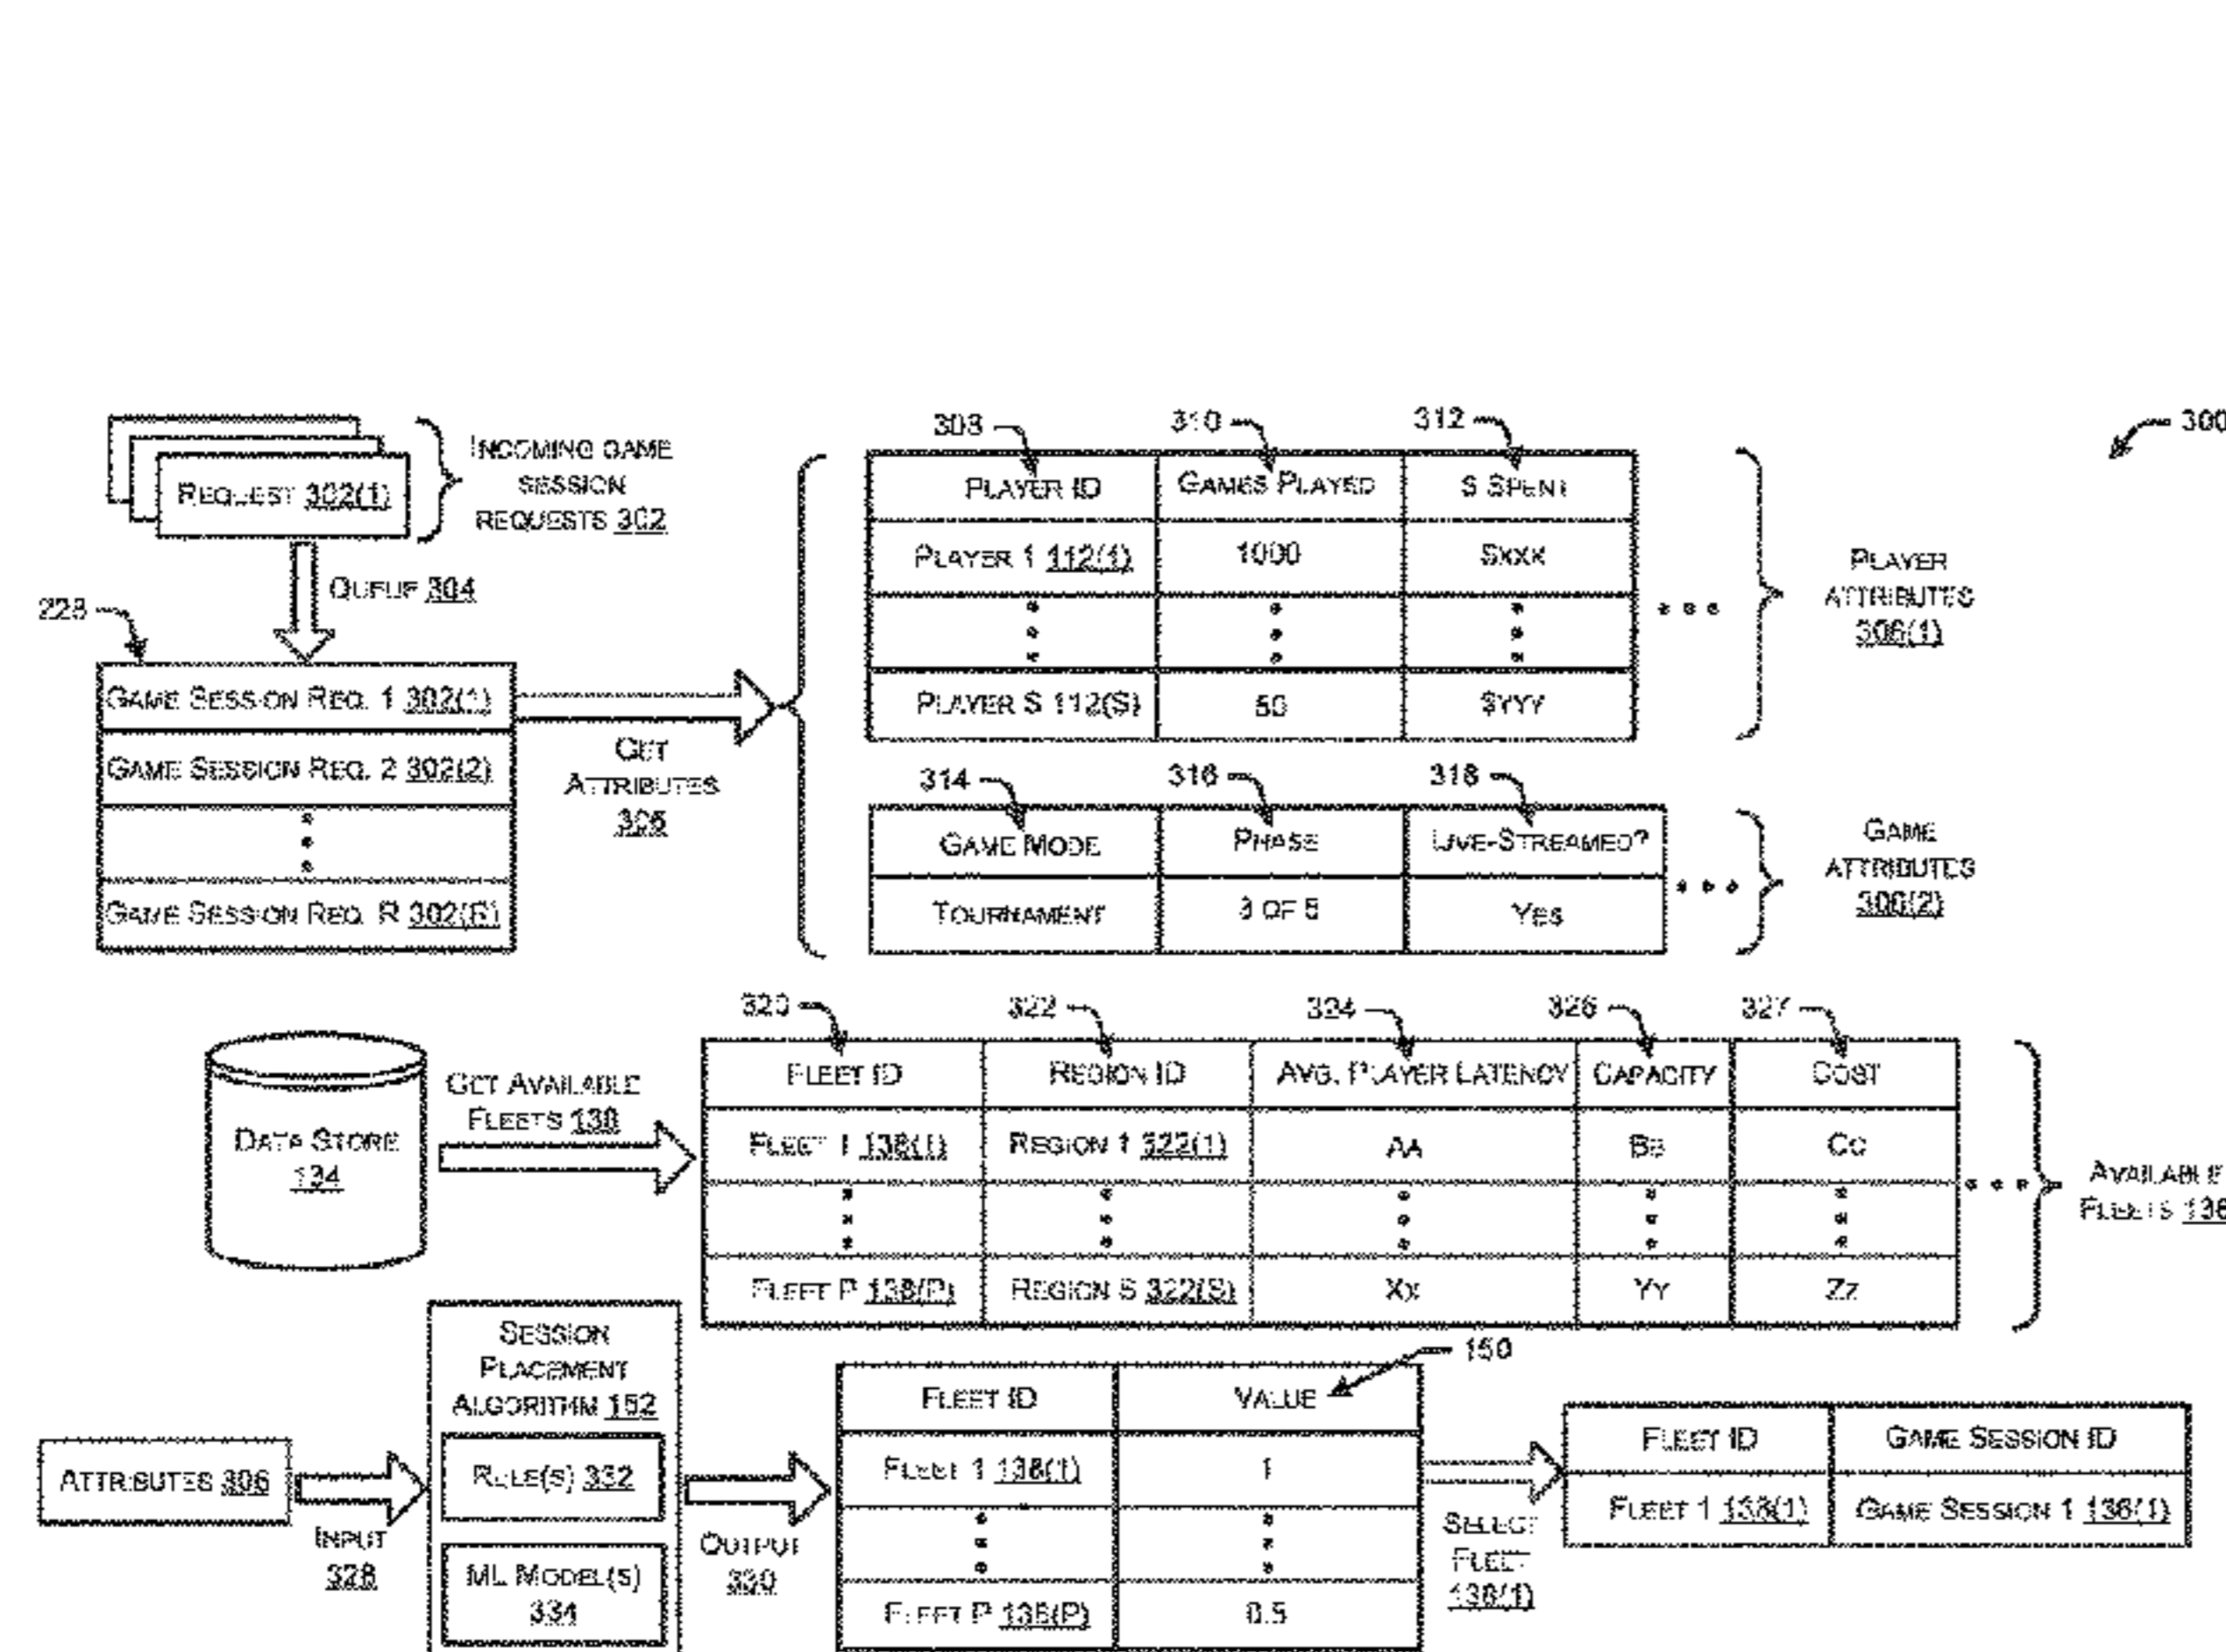 300
INCOMING GAME
SESSION
REQUESTS 302
REQUEST 302(1)
QUEUE 304
228
GAME SESSION REQ. 1 302(1)
GAME SESSION REQ. 2 302(2)
GAME SESSION REQ. R 302(R)
GET
ATTRIBUTES
306
308 310 312
PLAYER ID GAMES PLAYED $ SPENT
PLAYER 1 112(1) 1000 $XXX
PLAYER S 112(S) 50 $YYY
PLAYER
ATTRIBUTES
306(1)
314 316 318
GAME MODE PHASE LIVE-STREAMED?
TOURNAMENT 3 OF 5 YES
GAME
ATTRIBUTES
306(2)
DATA STORE
134
GET AVAILABLE
FLEETS 138
320 322 324 326 327
FLEET ID REGION ID AVG. PLAYER LATENCY CAPACITY COST
FLEET 1 138(1) REGION 1 322(1) AA BB CC
FLEET P 138(P) REGION S 322(S) XX YY ZZ
AVAILABLE
FLEETS 138
ATTRIBUTES 306
INPUT
328
SESSION
PLACEMENT
ALGORITHM 152
RULE(S) 332
ML MODEL(S)
334
OUTPUT
330
150
FLEET ID VALUE
FLEET 1 138(1) 1
FLEET P 138(P) 0.5
SELECT
FLEET
138(1)
FLEET ID GAME SESSION ID
FLEET 1 138(1) GAME SESSION 1 136(1)